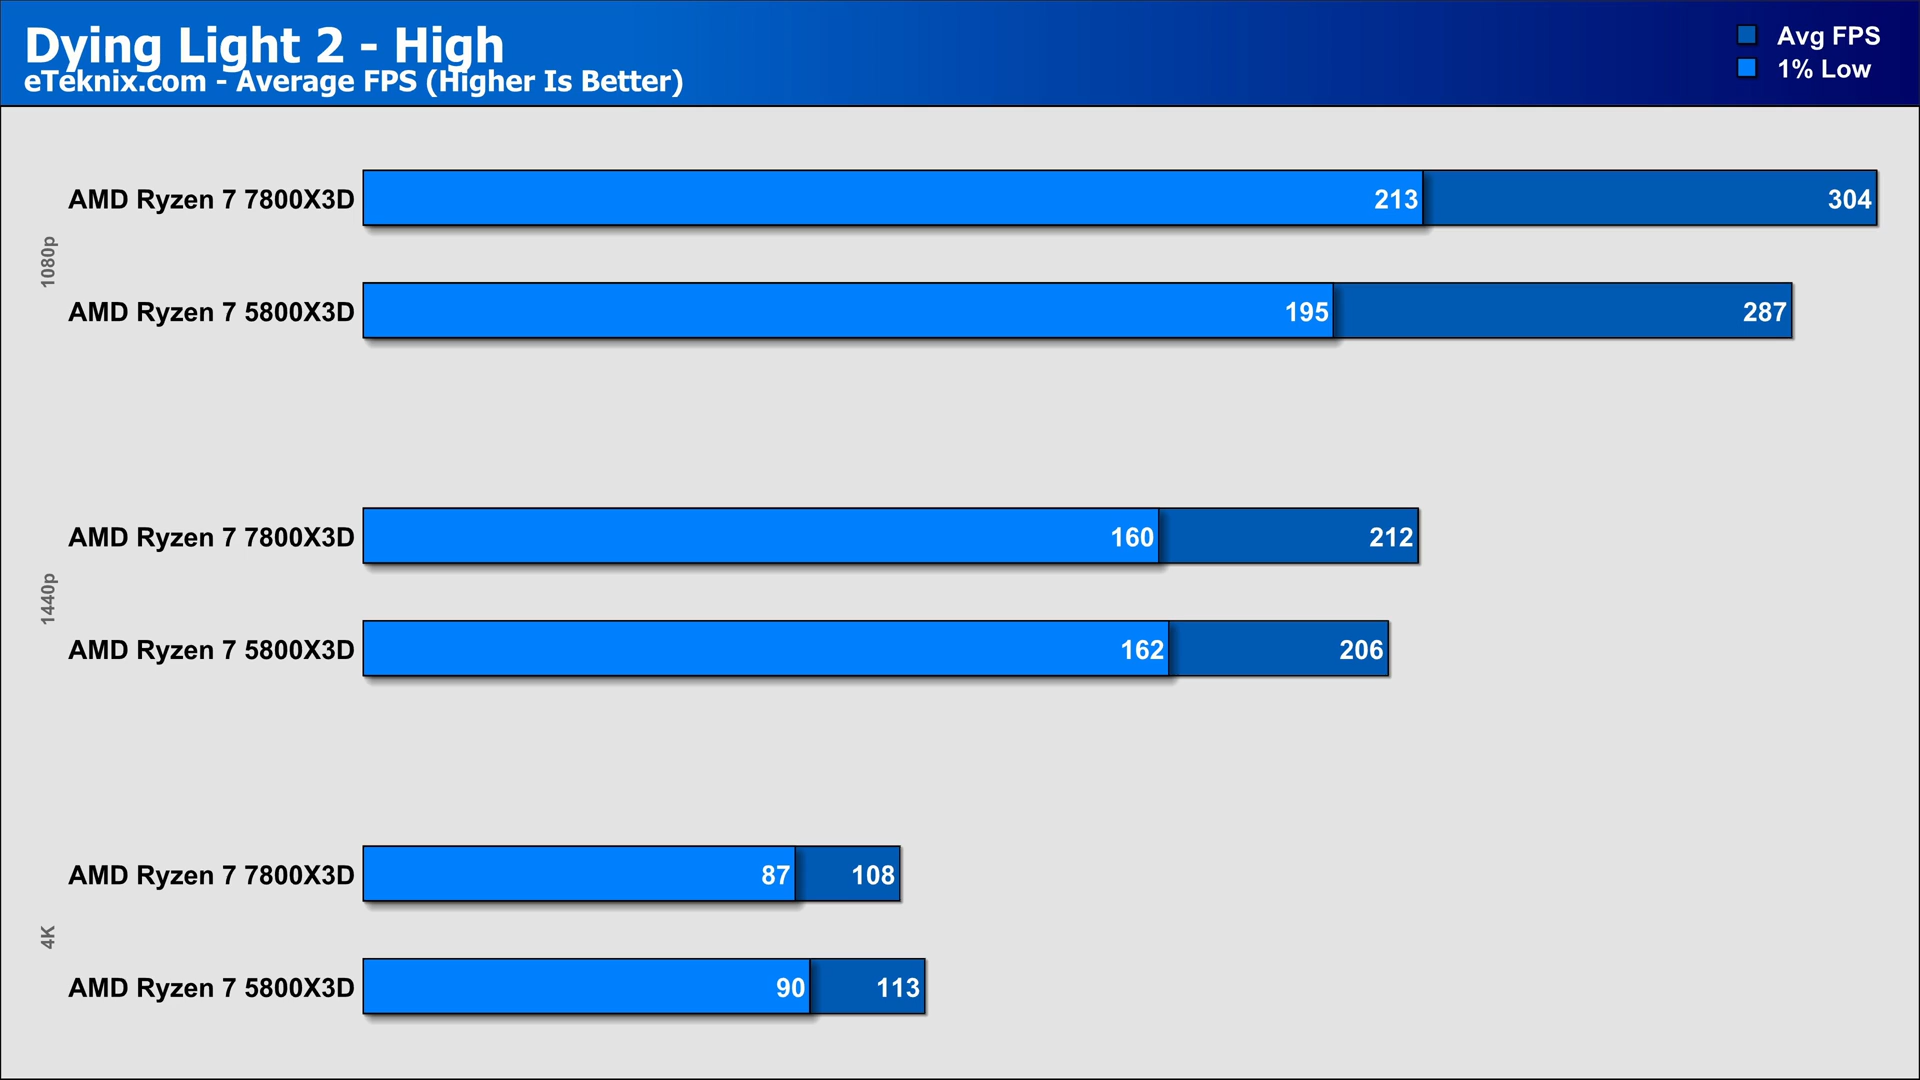 Dying Light 2 - High
eTeknix.com - Average FPS (Higher Is Better)
Avg FPS
1% Low
1080p
AMD Ryzen 7 7800X3D
213
304
AMD Ryzen 7 5800X3D
195
287
1440p
AMD Ryzen 7 7800X3D
160
212
AMD Ryzen 7 5800X3D
162
206
4K
AMD Ryzen 7 7800X3D
87
108
AMD Ryzen 7 5800X3D
90
113